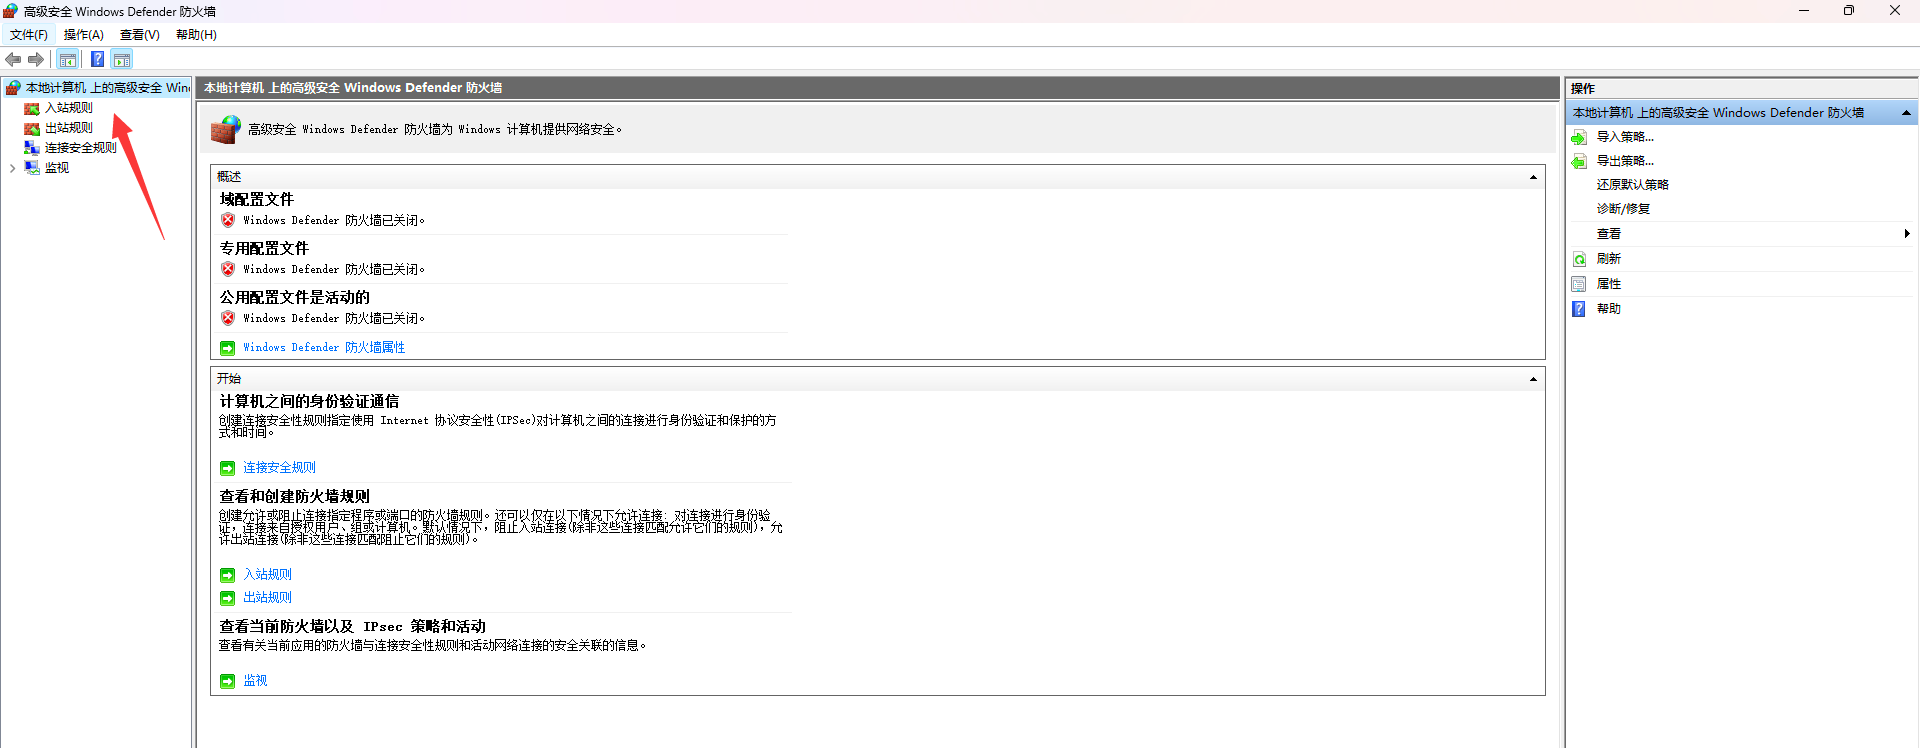 高级安全 Windows Defender 防火墙
文件(F) 操作(A) 查看(V) 帮助(H)
本地计算机 上的高级安全 Win
入站规则
出站规则
连接安全规则
监视
本地计算机 上的高级安全 Windows Defender 防火墙
高级安全 Windows Defender 防火墙为 Windows 计算机提供网络安全。
概述
域配置文件
Windows Defender 防火墙已关闭。
专用配置文件
Windows Defender 防火墙已关闭。
公用配置文件是活动的
Windows Defender 防火墙已关闭。
Windows Defender 防火墙属性
开始
计算机之间的身份验证通信
创建连接安全性规则指定使用 Internet 协议安全性(IPSec)对计算机之间的连接进行身份验证和保护的方
式和时间。
连接安全规则
查看和创建防火墙规则
创建允许或阻止连接指定程序或端口的防火墙规则。还可以仅在以下情况下允许连接: 对连接进行身份验
证，连接来自授权用户、组或计算机。默认情况下，阻止入站连接(除非这些连接匹配允许它们的规则)，允
许出站连接(除非这些连接匹配阻止它们的规则)。
入站规则
出站规则
查看当前防火墙以及 IPsec 策略和活动
查看有关当前应用的防火墙与连接安全性规则和活动网络连接的安全关联的信息。
监视
操作
本地计算机 上的高级安全 Windows Defender 防火墙
导入策略...
导出策略...
还原默认策略
诊断/修复
查看
刷新
属性
帮助